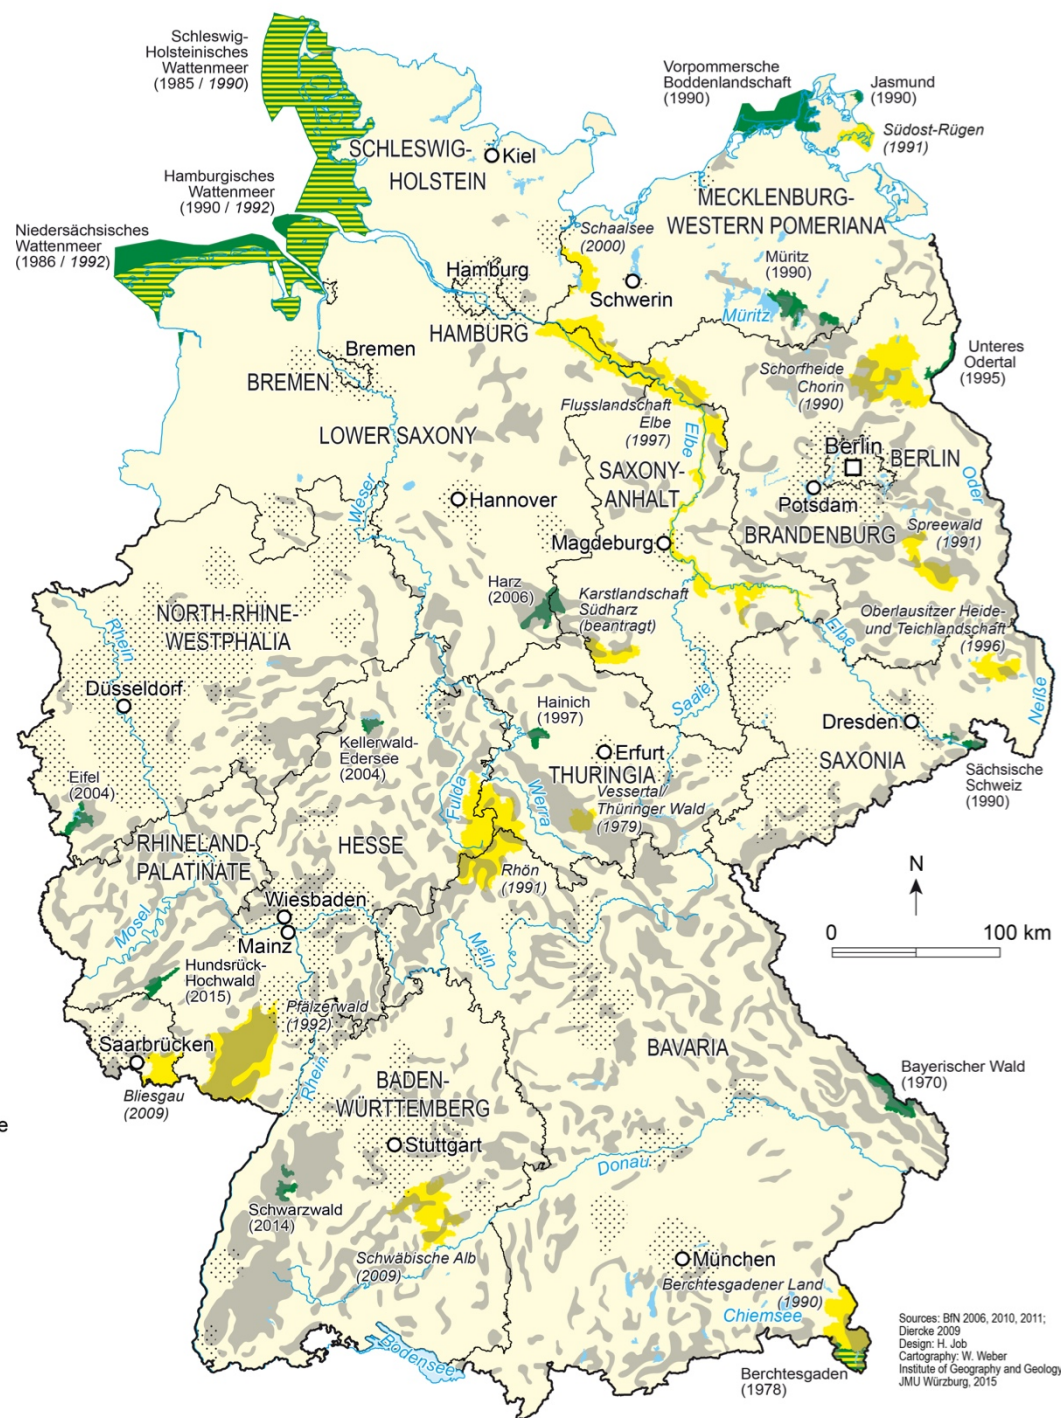 Schleswig-
Holsteinisches
Wattenmeer
(1985 / 1990)
Vorpommersche
Boddenlandschaft
(1990)
Jasmund
(1990)
Südost-Rügen
(1991)
Kiel
SCHLESWIG-
HOLSTEIN
Hamburgisches
Wattenmeer
(1990 / 1992)
MECKLENBURG-
WESTERN POMERIANA
Niedersächsisches
Wattenmeer
(1986 / 1992)
Schaalsee
(2000)
Müritz
(1990)
Hamburg
Schwerin
Müritz
HAMBURG
Bremen
BREMEN
Unteres
Odertal
(1995)
Schorfheide
Chorin
(1990)
Flusslandschaft
Elbe
(1997)
Elbe
LOWER SAXONY
Berlin
BERLIN
SAXONY-
ANHALT
Oder
Weser
Hannover
Potsdam
BRANDENBURG
Spreewald
(1991)
Magdeburg
Harz
(2006)
Karstlandschaft
Südharz
(beantragt)
NORTH-RHINE-
WESTPHALIA
Rhein
Oberlausitzer Heide-
und Teichlandschaft
(1996)
Elbe
Neiße
Düsseldorf
Saale
Hainich
(1997)
Dresden
Kellerwald-
Edersee
(2004)
Erfurt
THÜRINGIA
SAXONIA
Sächsische
Schweiz
(1990)
Eifel
(2004)
Fulda
Werra
Vessertal/
Thüringer Wald
(1979)
RHINELAND-
PALATINATE
HESSE
Rhön
(1991)
N
Wiesbaden
Mainz
Mosel
Main
0
100 km
Hundsrück-
Hochwald
(2015)
Pfälzerwald
(1992)
Saarbrücken
BAVARIA
Rhein
Bliesgau
(2009)
BADEN-
WÜRTTEMBERG
Bayerischer Wald
(1970)
e
Stuttgart
Donau
Schwarzwald
(2014)
Schwäbische Alb
(2009)
München
Berchtesgadener Land
(1990)
Chiemsee
Bodensee
Berchtesgaden
(1978)
Sources: BfN 2006, 2010, 2011;
Diercke 2009
Design: H. Job
Cartography: W. Weber
Institute of Geography and Geology
JMU Würzburg, 2015